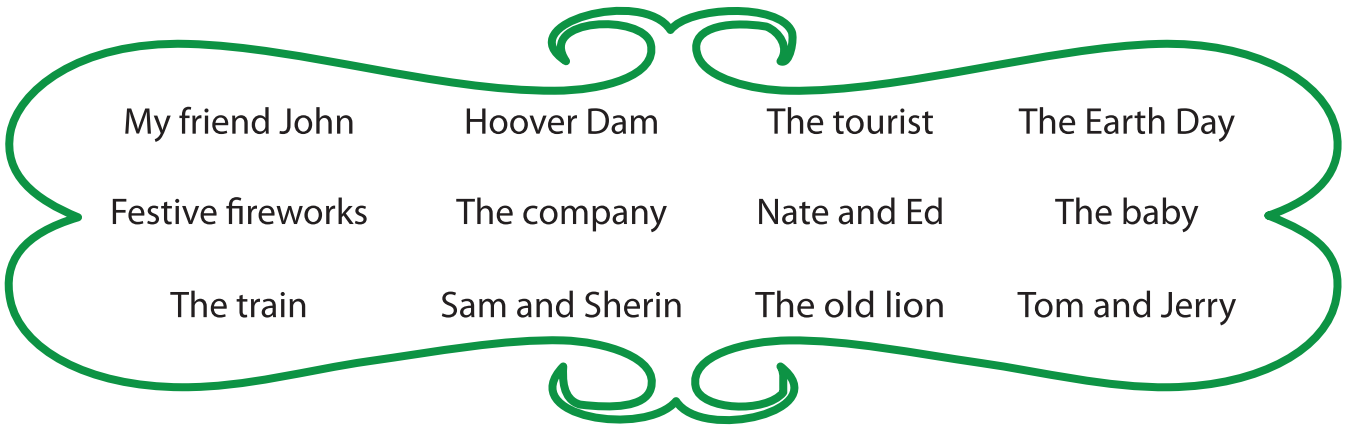 My friend John Hoover Dam The tourist The Earth Day
Festive fireworks The company Nate and Ed The baby
The train Sam and Sherin The old lion Tom and Jerry